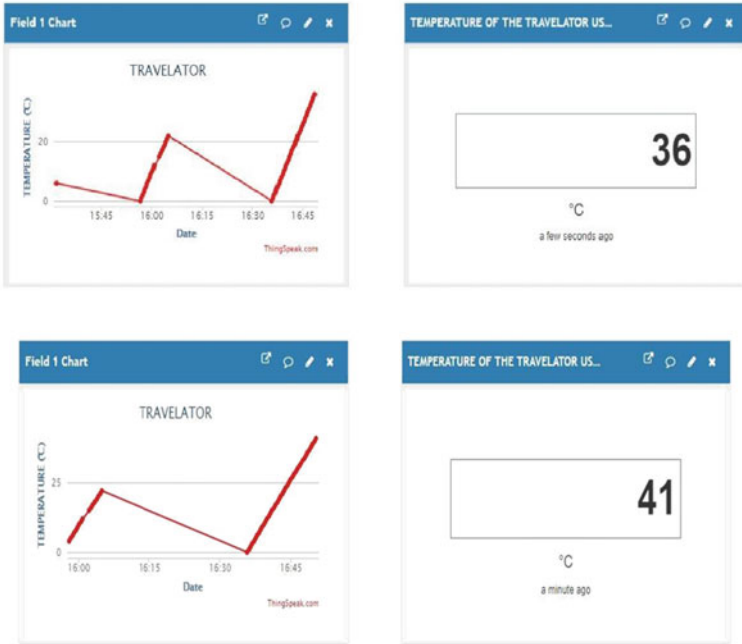 Field 1 Chart
TRAVELATOR
TEMPERATURE (°C)
20
0
15:45 16:00 16:15 16:30 16:45
Date
ThingSpeak.com
TEMPERATURE OF THE TRAVELATOR US...
36
°C
a few seconds ago
Field 1 Chart
TRAVELATOR
TEMPERATURE (°C)
25
0
16:00 16:15 16:30 16:45
Date
ThingSpeak.com
TEMPERATURE OF THE TRAVELATOR US...
41
°C
a minute ago